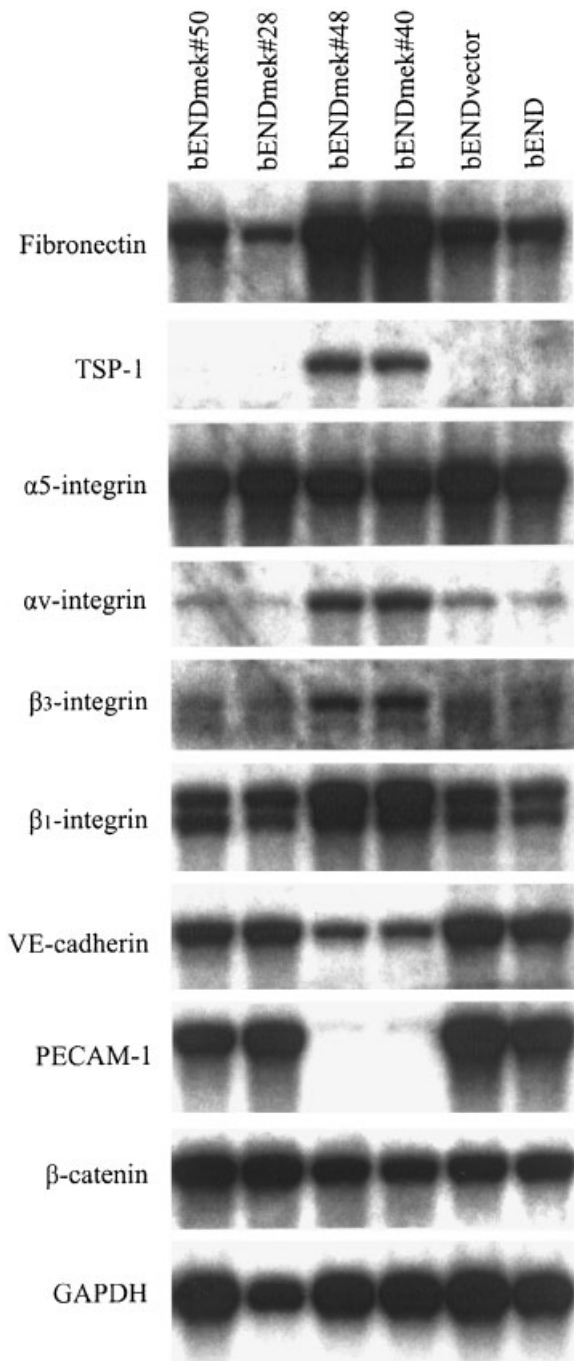 bENDmek#50
bENDmek#28
bENDmek#48
bENDmek#40
bENDvector
bEND
Fibronectin
TSP-1
α5-integrin
αv-integrin
β3-integrin
β1-integrin
VE-cadherin
PECAM-1
β-catenin
GAPDH